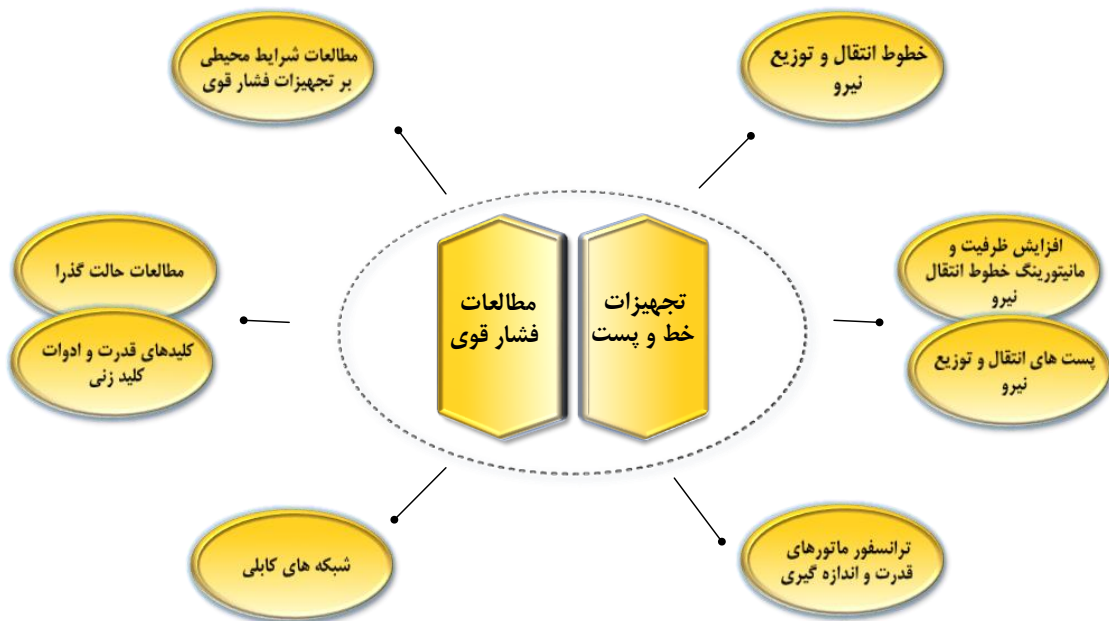 خطوط انتقال و توزیع
نیرو
مطالعات شرایط محیطی
بر تجهیزات فشار قوی
افزایش ظرفیت و
مانیتورینگ خطوط انتقال
نیرو
پست های انتقال و توزیع
نیرو
تجهیزات
خط و پست
مطالعات
فشار قوی
مطالعات حالت گذرا
کلیدهای قدرت و ادوات
کلید زنی
ترانسفور ماتورهای
قدرت و اندازه گیری
شبکه های کابلی